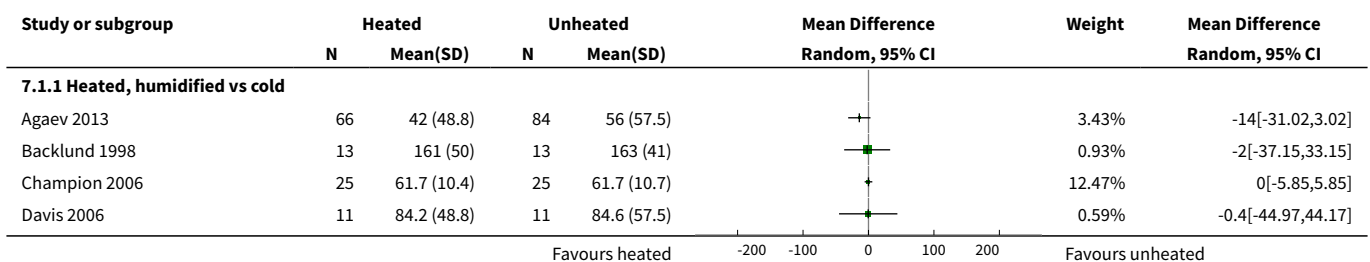 Study or subgroup Heated Unheated Mean Difference Weight Mean Difference
N Mean(SD) N Mean(SD) Random, 95% CI Random, 95% CI
7.1.1 Heated, humidified vs cold
Agaev 2013 66 42 (48.8) 84 56 (57.5) 3.43% -14[-31.02,3.02]
Backlund 1998 13 161 (50) 13 163 (41) 0.93% -2[-37.15,33.15]
Champion 2006 25 61.7 (10.4) 25 61.7 (10.7) 12.47% 0[-5.85,5.85]
Davis 2006 11 84.2 (48.8) 11 84.6 (57.5) 0.59% -0.4[-44.97,44.17]
Favours heated -200 -100 0 100 200 Favours unheated